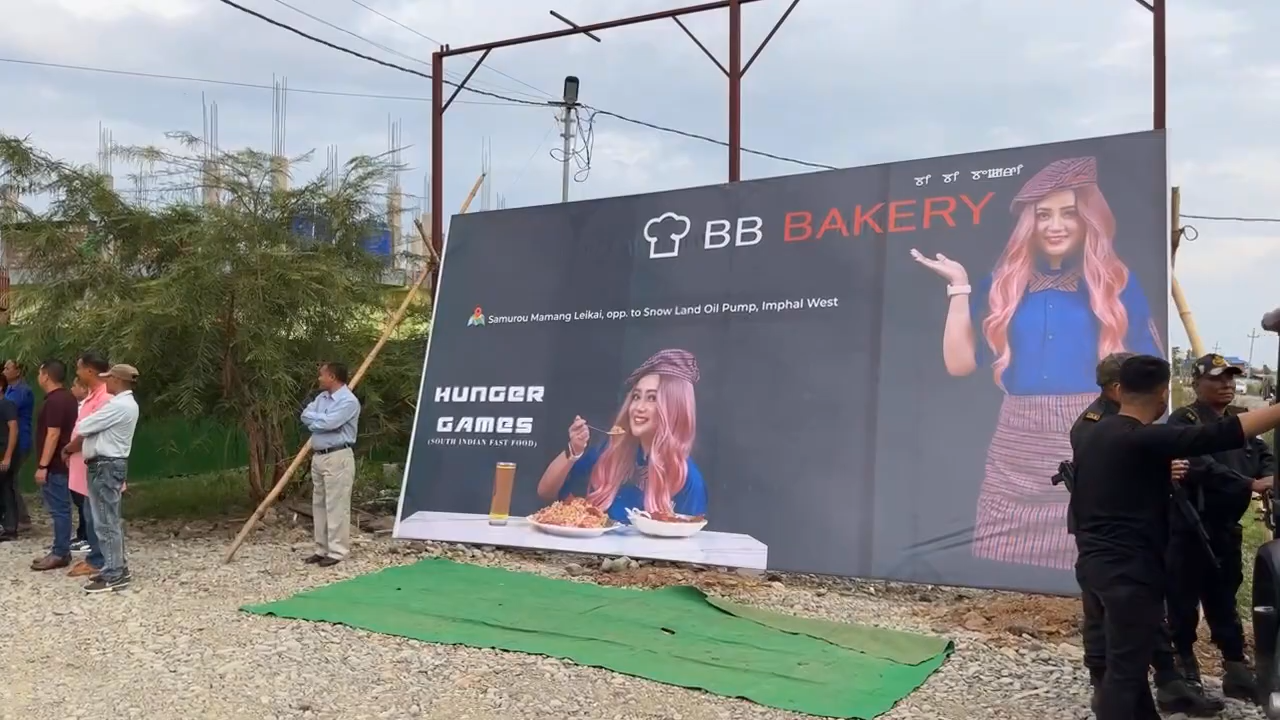 ꯕꯤ ꯕꯤ ꯕꯦꯀꯔꯤ
BB BAKERY
Samurou Mamang Leikai, opp. to Snow Land Oil Pump, Imphal West
HUNGER
GAMES
(SOUTH INDIAN FAST FOOD)